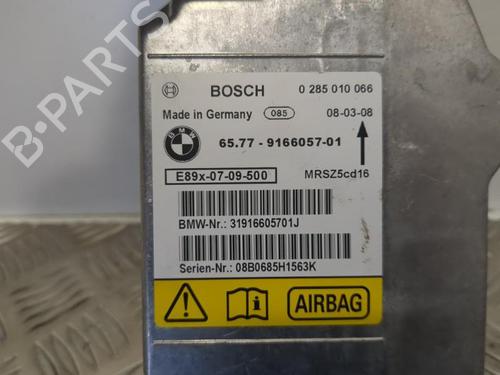 BOSCH 0 285 010 066
Made in Germany 085 08-03-08
BMW 65.77 - 9166057-01
E89x-07-09-500 MRSZ5cd16
BMW-Nr.: 31916605701J
Serien-Nr.: 08B0685H1563K
AIRBAG
B-PARTS